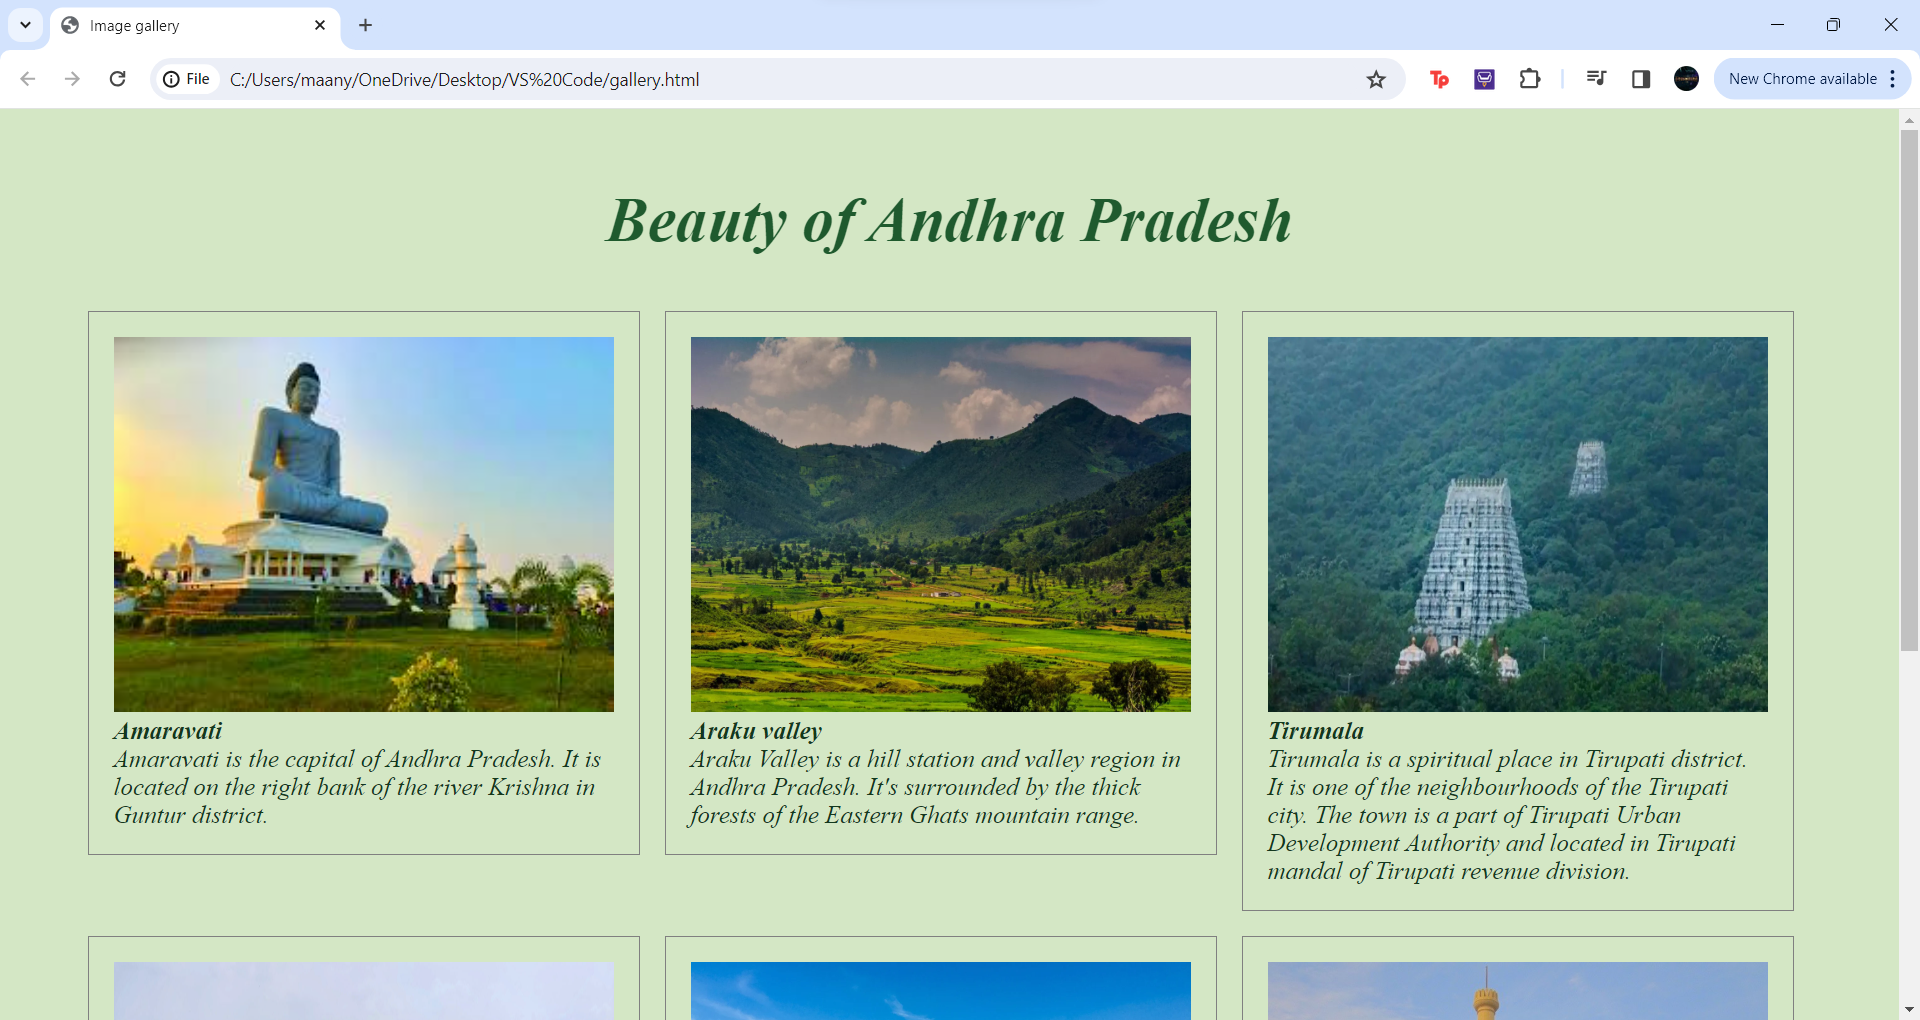 Image gallery
File
C:/Users/maany/OneDrive/Desktop/VS%20Code/gallery.html
Tp
New Chrome available
Beauty of Andhra Pradesh
Amaravati
Amaravati is the capital of Andhra Pradesh. It is
located on the right bank of the river Krishna in
Guntur district.
Araku valley
Araku Valley is a hill station and valley region in
Andhra Pradesh. It's surrounded by the thick
forests of the Eastern Ghats mountain range.
Tirumala
Tirumala is a spiritual place in Tirupati district.
It is one of the neighbourhoods of the Tirupati
city. The town is a part of Tirupati Urban
Development Authority and located in Tirupati
mandal of Tirupati revenue division.